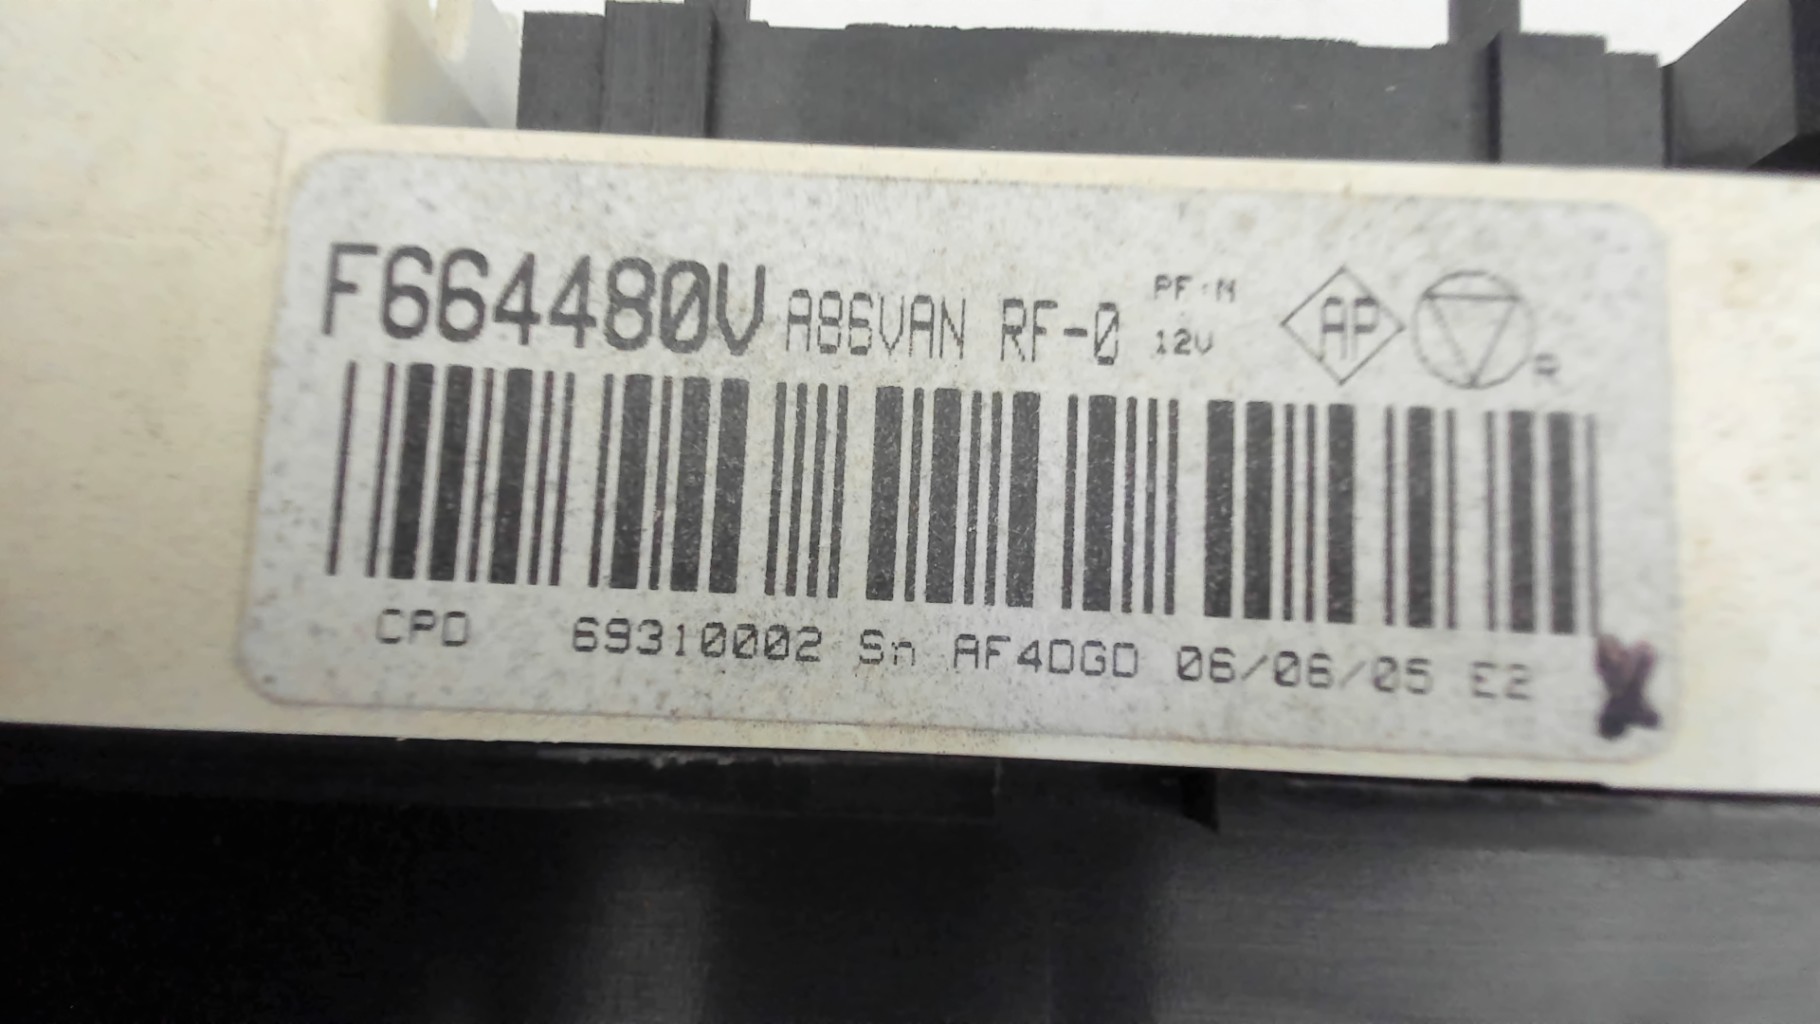 F664480V A86VAN RF-0 PF:M 12V AP R
CPD 69310002 Sn AF4DGD 06/06/05 E2
X